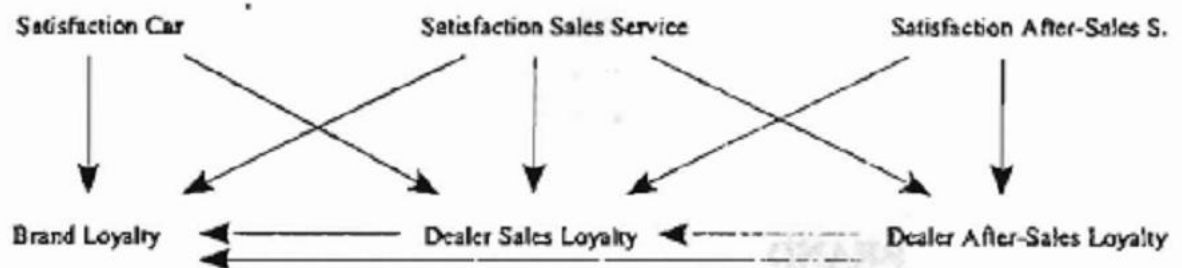 Satisfaction Car Satisfaction Sales Service Satisfaction After-Sales S.
Brand Loyalty Dealer Sales Loyalty Dealer After-Sales Loyalty